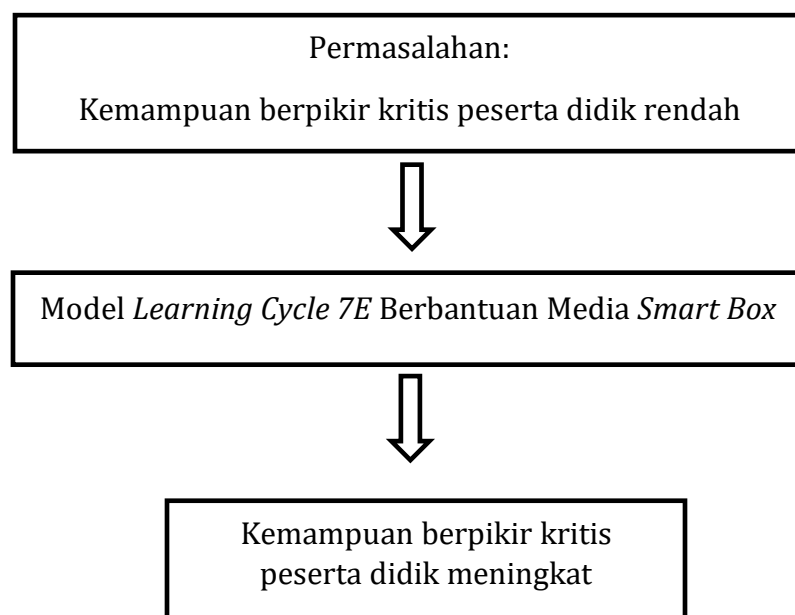 Permasalahan:
Kemampuan berpikir kritis peserta didik rendah
Model Learning Cycle 7E Berbantuan Media Smart Box
Kemampuan berpikir kritis
peserta didik meningkat